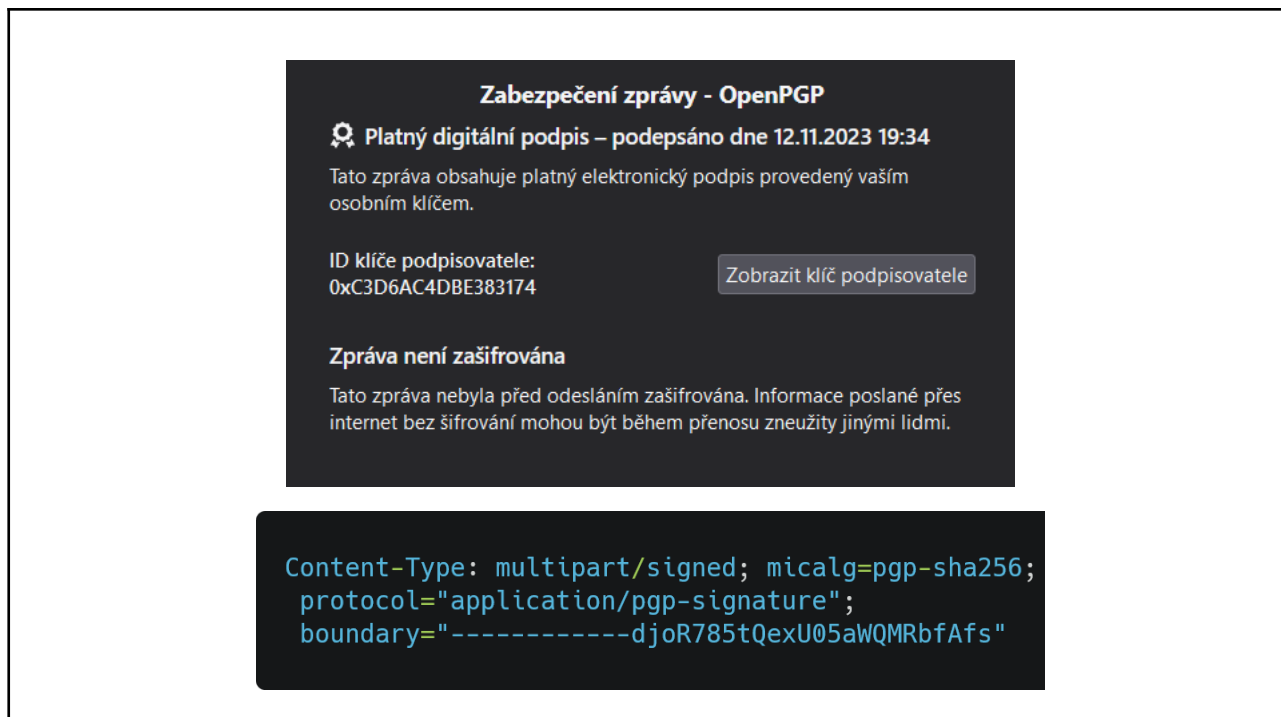 Zabezpečení zprávy - OpenPGP
Platný digitální podpis – podepsáno dne 12.11.2023 19:34
Tato zpráva obsahuje platný elektronický podpis provedený vaším
osobním klíčem.
ID klíče podpisovatele:
0xC3D6AC4DBE383174
Zobrazit klíč podpisovatele
Zpráva není zašifrována
Tato zpráva nebyla před odesláním zašifrována. Informace poslané přes
internet bez šifrování mohou být během přenosu zneužity jinými lidmi.
Content-Type: multipart/signed; micalg=pgp-sha256;
protocol="application/pgp-signature";
boundary="------------djoR785tQexU05aWQMRbfAfs"